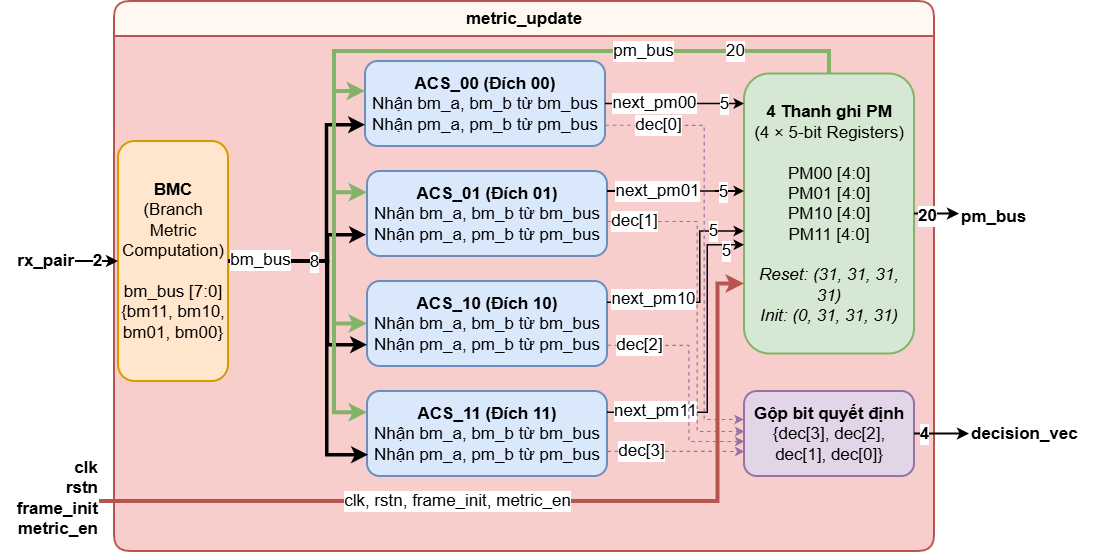 metric_update
pm_bus
20
ACS_00 (Đích 00)
Nhận bm_a, bm_b từ bm_bus
Nhận pm_a, pm_b từ pm_bus
next_pm00
5
dec[0]
ACS_01 (Đích 01)
Nhận bm_a, bm_b từ bm_bus
Nhận pm_a, pm_b từ pm_bus
next_pm01
5
dec[1]
ACS_10 (Đích 10)
Nhận bm_a, bm_b từ bm_bus
Nhận pm_a, pm_b từ pm_bus
next_pm10
5
dec[2]
ACS_11 (Đích 11)
Nhận bm_a, bm_b từ bm_bus
Nhận pm_a, pm_b từ pm_bus
next_pm11
5
dec[3]
rx_pair
2
BMC
(Branch
Metric
Computation)
bm_bus [7:0]
{bm11, bm10,
bm01, bm00}
bm_bus
8
4 Thanh ghi PM
(4 × 5-bit Registers)
PM00 [4:0]
PM01 [4:0]
PM10 [4:0]
PM11 [4:0]
Reset: (31, 31, 31,
31)
Init: (0, 31, 31, 31)
20
pm_bus
Gộp bit quyết định
{dec[3], dec[2],
dec[1], dec[0]}
4
decision_vec
clk
rstn
frame_init
metric_en
clk, rstn, frame_init, metric_en